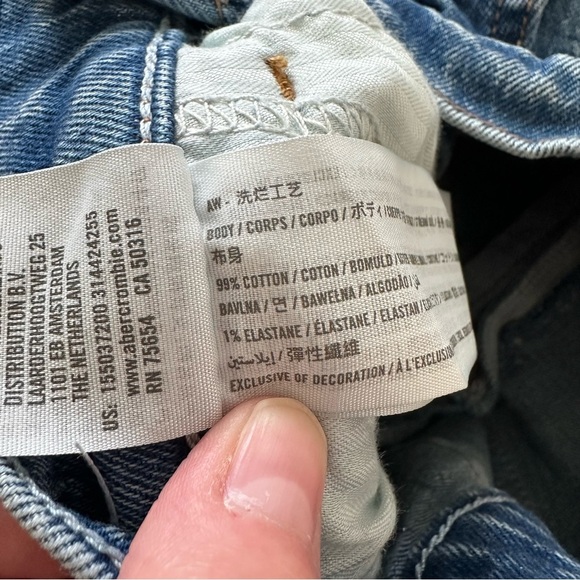 DISTRIBUTION B.V.
LAARDERHOOGTWEG 25
1101 EB AMSTERDAM
THE NETHERLANDS
US: 155037200 314424255
www.abercrombie.com
RN 75654 CA 50316
AW - 洗烂工艺
BODY / CORPS / CORPO / ボディ /
布身
99% COTTON / COTON / BOMULD /
BAVLNA / 면 / BAWEŁNA / ALGODÃO /
1% ELASTANE / ÉLASTANE / ELASTAN /
إيلاستين / 彈性纖維
EXCLUSIVE OF DECORATION / À L'EXCLUSION